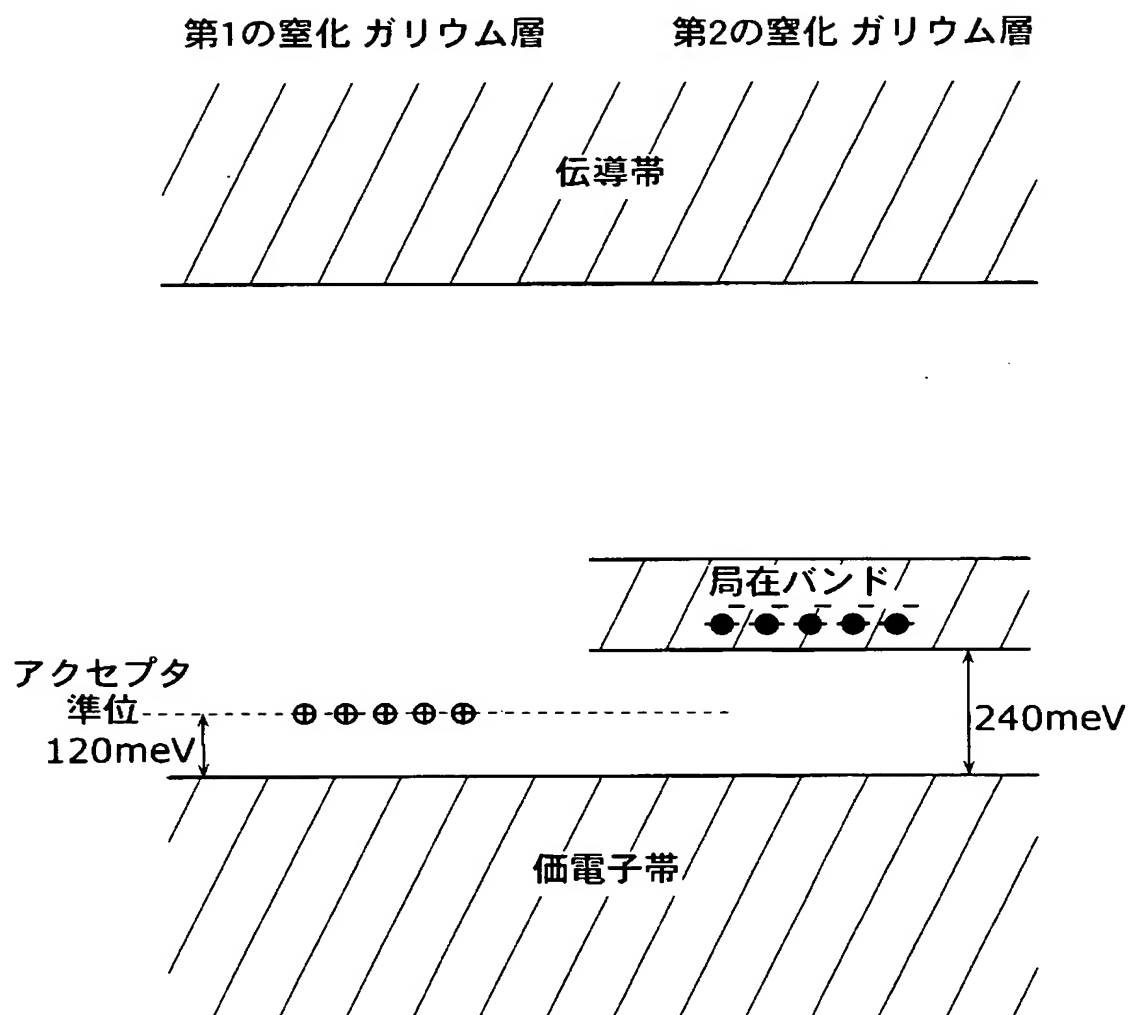 第1の窒化 ガリウム層
第2の窒化 ガリウム層
伝導帯
局在バンド
アクセプタ
準位
120meV
240meV
価電子帯